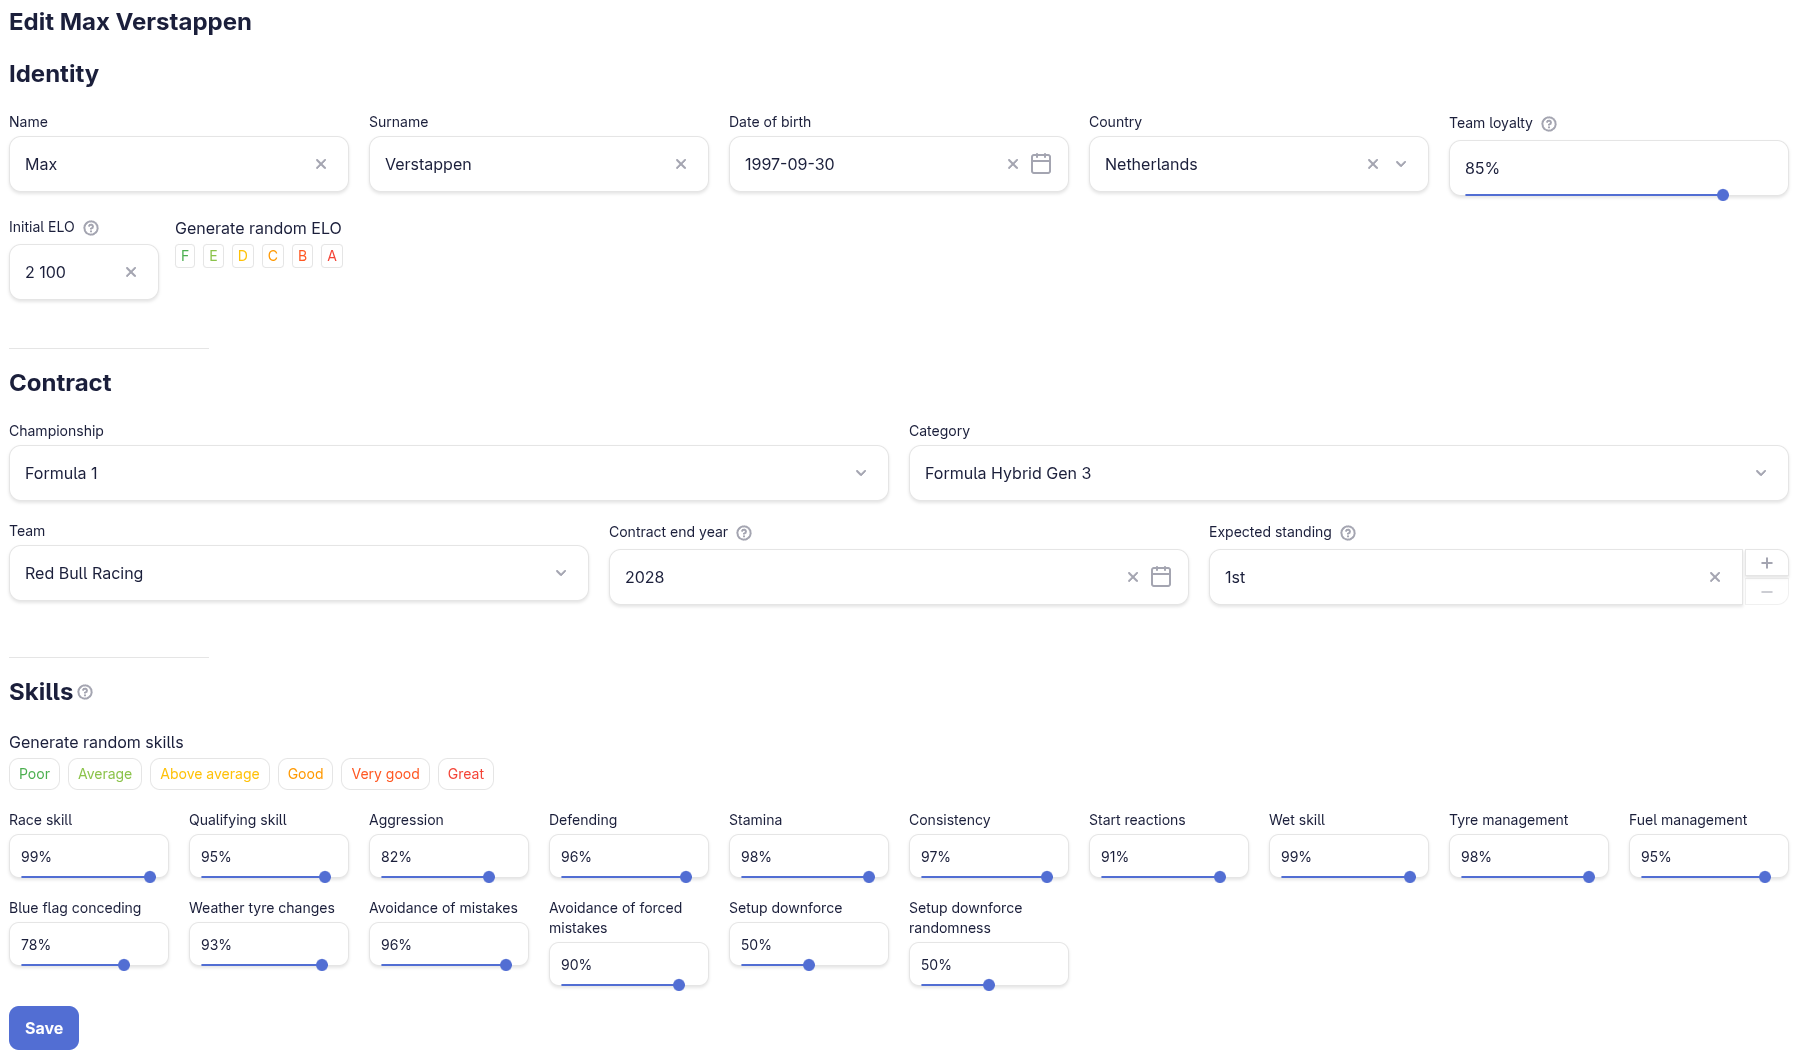 Edit Max Verstappen
Identity
Name Surname Date of birth Country Team loyalty
Max Verstappen 1997-09-30 Netherlands 85%
Initial ELO Generate random ELO
F E D C B A
2 100
Contract
Championship Category
Formula 1 Formula Hybrid Gen 3
Team Contract end year Expected standing
Red Bull Racing 2028 1st
Skills
Generate random skills
Poor Average Above average Good Very good Great
Race skill Qualifying skill Aggression Defending Stamina Consistency Start reactions Wet skill Tyre management Fuel management
99% 95% 82% 96% 98% 97% 91% 99% 98% 95%
Blue flag conceding Weather tyre changes Avoidance of mistakes Avoidance of forced Setup downforce Setup downforce
mistakes randomness
78% 93% 96% 50%
90% 50%
Save